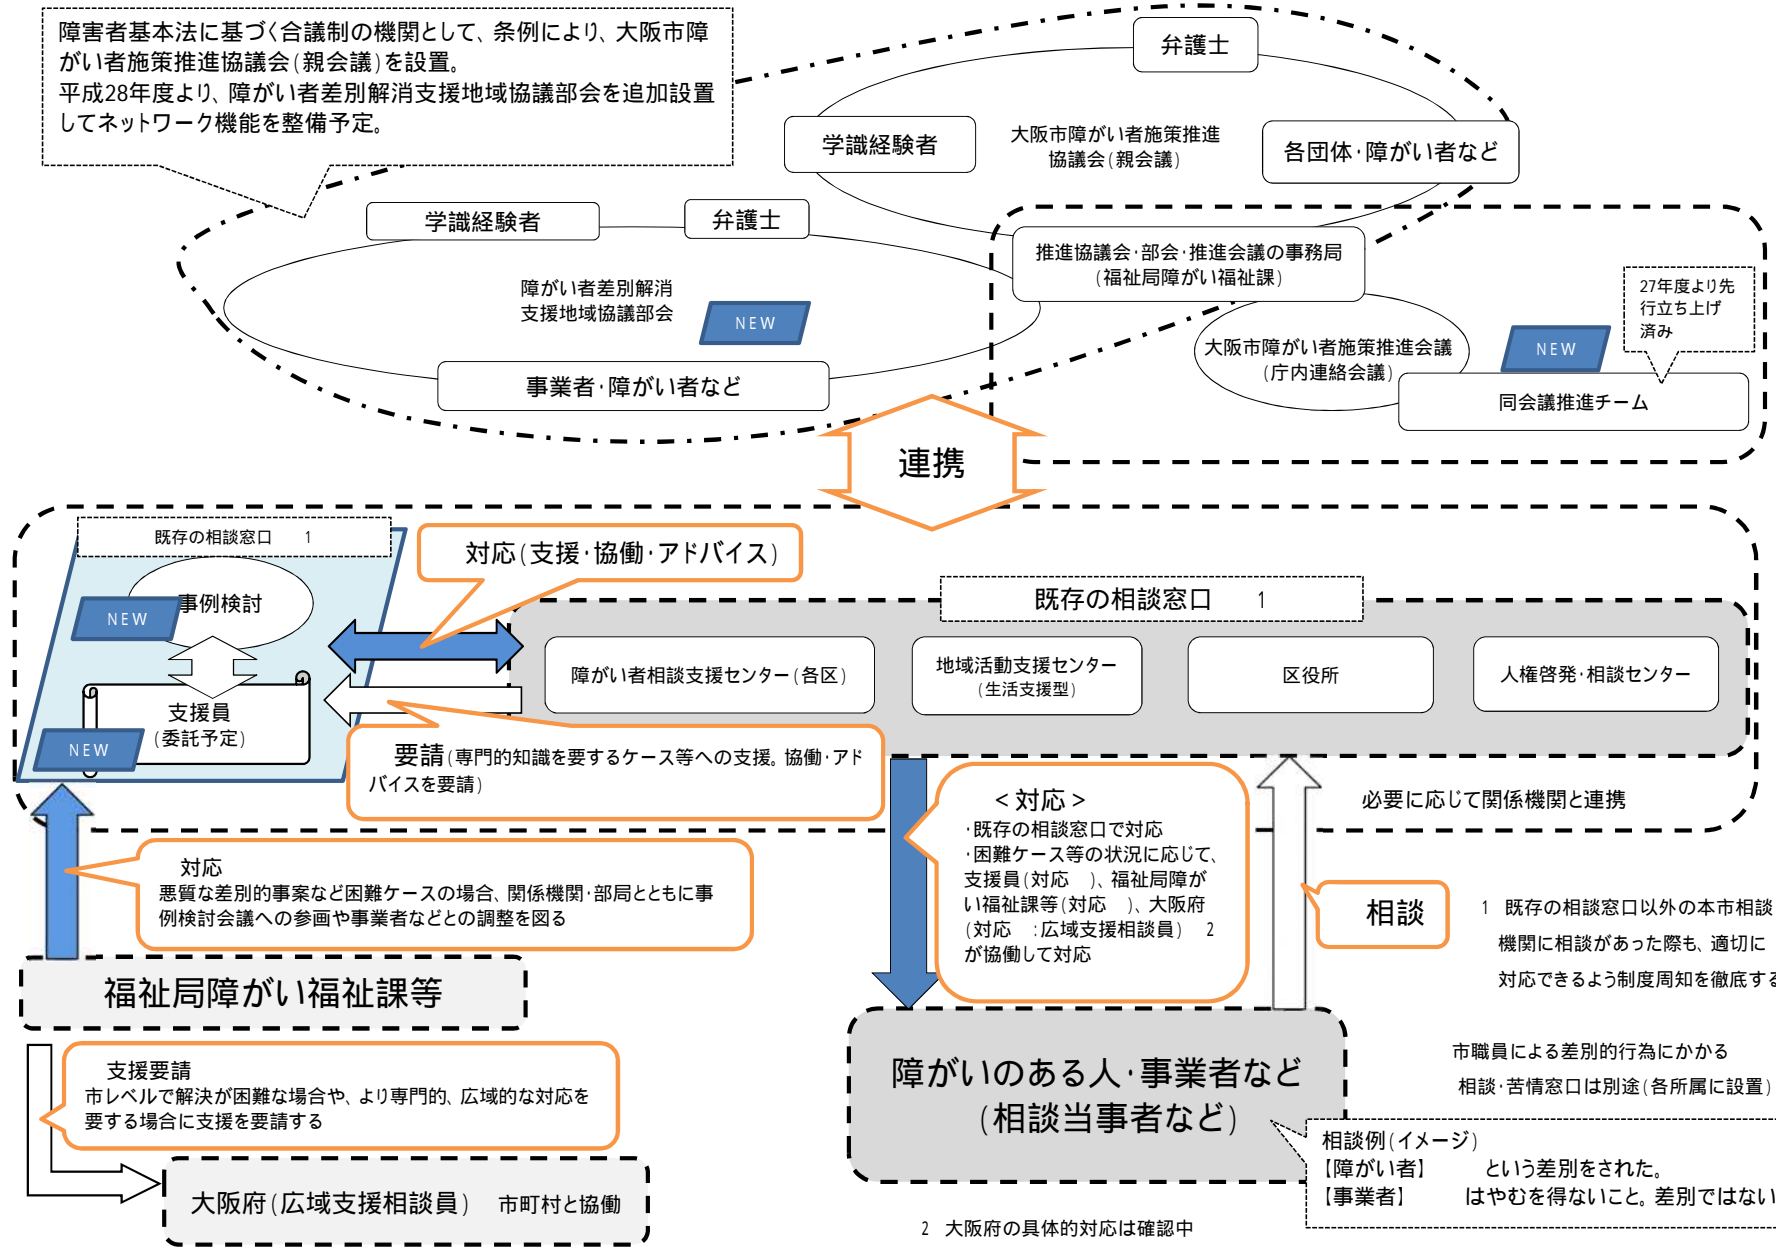 障害者基本法に基づく合議制の機関として、条例により、大阪市障
がい者施策推進協議会(親会議)を設置。
平成28年度より、障がい者差別解消支援地域協議部会を追加設置
してネットワーク機能を整備予定。
弁護士
学識経験者
大阪市障がい者施策推進
協議会(親会議)
各団体・障がい者など
学識経験者
弁護士
障がい者差別解消
支援地域協議部会
NEW
事業者・障がい者など
推進協議会・部会・推進会議の事務局
(福祉局障がい福祉課)
大阪市障がい者施策推進会議
(庁内連絡会議)
NEW
27年度より先
行立ち上げ
済み
同会議推進チーム
連携
既存の相談窓口 1
事例検討
NEW
支援員
(委託予定)
NEW
対応(支援・協働・アドバイス)
要請(専門的知識を要するケース等への支援。協働・アド
バイスを要請)
既存の相談窓口 1
障がい者相談支援センター(各区)
地域活動支援センター
(生活支援型)
区役所
人権啓発・相談センター
<対応>
・既存の相談窓口で対応
・困難ケース等の状況に応じて、
支援員(対応 )、福祉局障が
い福祉課等(対応 )、大阪府
(対応 :広域支援相談員) 2
が協働して対応
必要に応じて関係機関と連携
相談
対応
悪質な差別的事案など困難ケースの場合、関係機関・部局とともに事
例検討会議への参画や事業者などとの調整を図る
福祉局障がい福祉課等
支援要請
市レベルで解決が困難な場合や、より専門的、広域的な対応を
要する場合に支援を要請する
大阪府(広域支援相談員) 市町村と協働
障がいのある人・事業者など
(相談当事者など)
1 既存の相談窓口以外の本市相談
機関に相談があった際も、適切に
対応できるよう制度周知を徹底する
市職員による差別的行為にかかる
相談・苦情窓口は別途(各所属に設置)
相談例(イメージ)
【障がい者】 という差別をされた。
【事業者】 はやむを得ないこと。差別ではない
2 大阪府の具体的対応は確認中